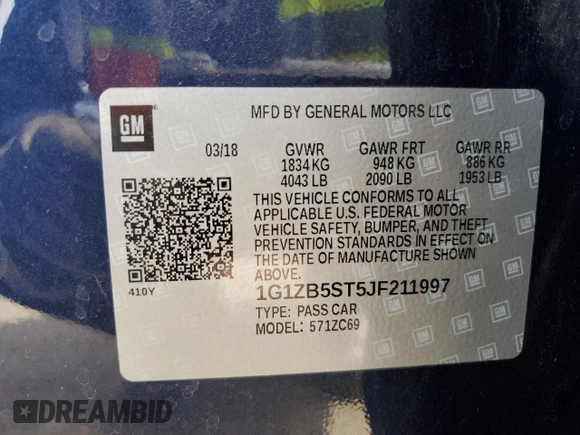 GM
MFD BY GENERAL MOTORS LLC
03/18 GVWR GAWR FRT GAWR RR
1834 KG 948 KG 886 KG
4043 LB 2090 LB 1953 LB
THIS VEHICLE CONFORMS TO ALL
APPLICABLE U.S. FEDERAL MOTOR
VEHICLE SAFETY, BUMPER, AND THEFT
PREVENTION STANDARDS IN EFFECT ON
THE DATE OF MANUFACTURE SHOWN
ABOVE.
410Y
1G1ZB5ST5JF211997
TYPE: PASS CAR
MODEL: 571ZC69
DREAMBID